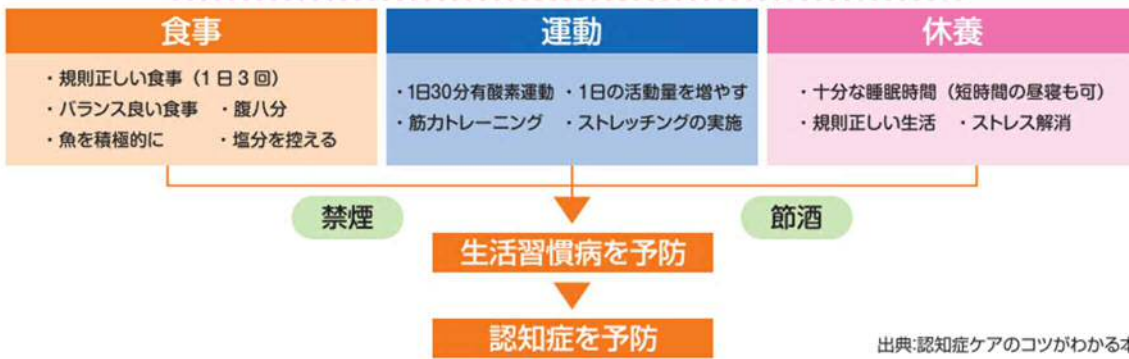 食事
・規則正しい食事（1日3回）
・バランス良い食事　・腹八分
・魚を積極的に　・塩分を控える
運動
・1日30分有酸素運動　・1日の活動量を増やす
・筋力トレーニング　・ストレッチングの実施
休養
・十分な睡眠時間（短時間の昼寝も可）
・規則正しい生活　・ストレス解消
禁煙
節酒
生活習慣病を予防
認知症を予防
出典:認知症ケアのコツがわかる本